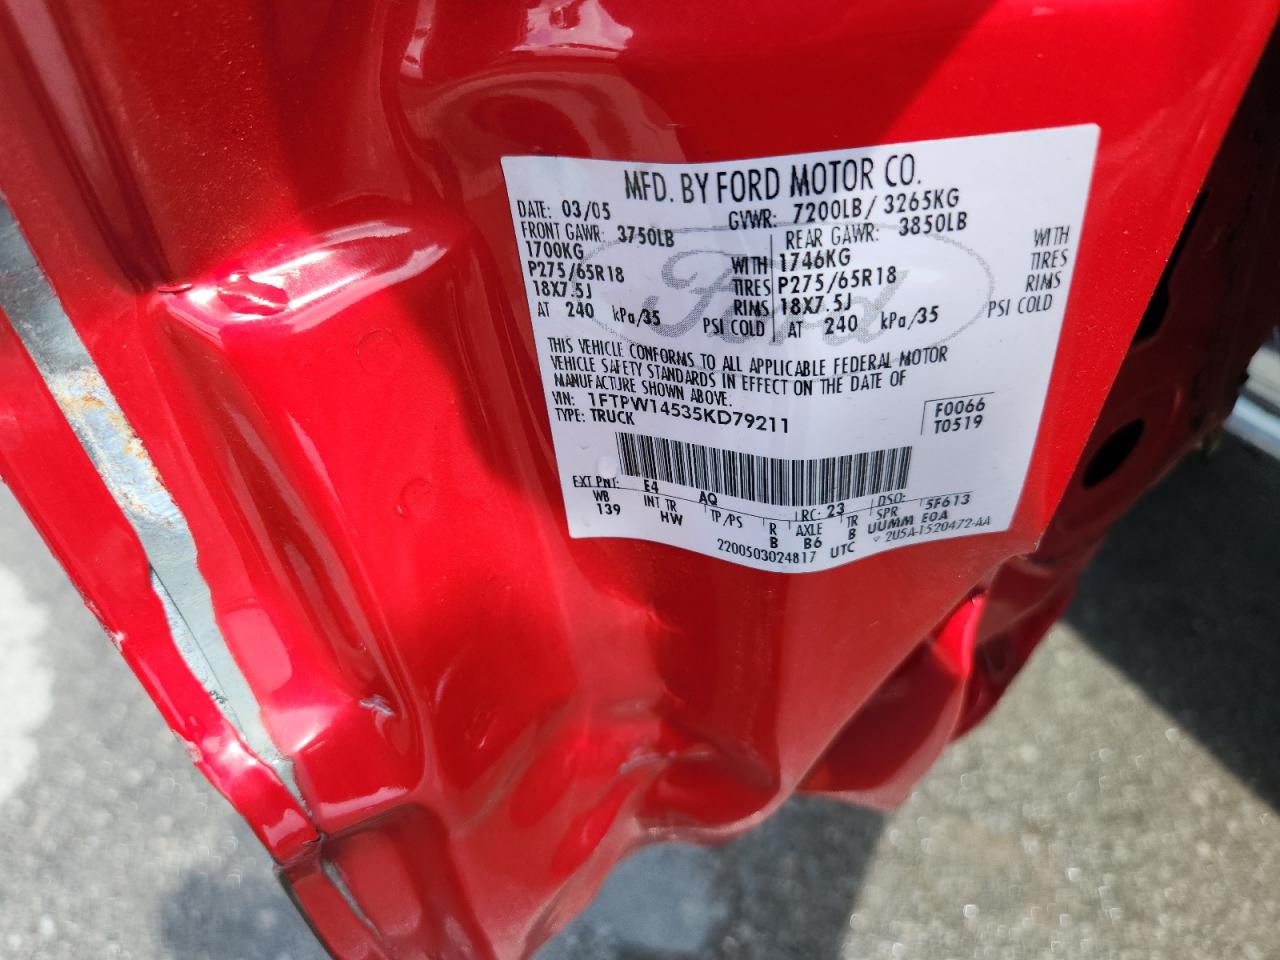 MFD. BY FORD MOTOR CO.
DATE: 03/05 GVWR: 7200LB/ 3265KG
FRONT GAWR: 3750LB REAR GAWR: 3850LB
1700KG WITH 1746KG WITH
P275/65R18 TIRES P275/65R18 TIRES
18X7.5J RIMS 18X7.5J RIMS
AT 240 kPa/35 PSI COLD AT 240 kPa/35 PSI COLD
Ford
THIS VEHICLE CONFORMS TO ALL APPLICABLE FEDERAL MOTOR
VEHICLE SAFETY STANDARDS IN EFFECT ON THE DATE OF
MANUFACTURE SHOWN ABOVE.
VIN: 1FTPW14535KD79211
TYPE: TRUCK
F0066
T0519
EXT PNT: E4 AQ RC: 23 DSO: 5F613
WB INT TR TP/PS R AXLE TR SPR
139 HW B B6 B UUMM E0A
2200503024817 UTC 2U5A-1520472-AA